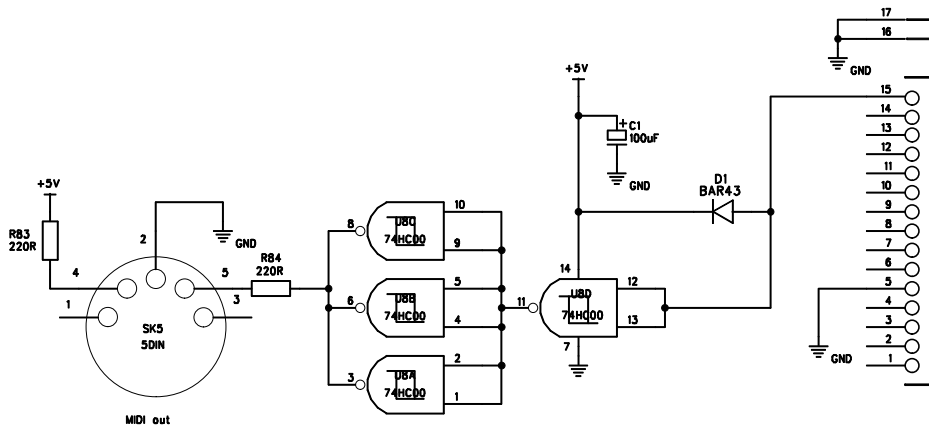 17
16
GND
+5V
C1
+
100uF
GND
15
14
13
12
11
10
9
8
7
6
5
4
3
2
1
GND
D1
BAR43
+5V
R83
220R
2
GND
4
1
5
3
SK5
5DIN
MIDI out
R84
220R
8
U8C
74HC00
10
9
6
U8B
74HC00
5
4
3
U8A
74HC00
2
1
11
14
U8D
74HC00
7
12
13